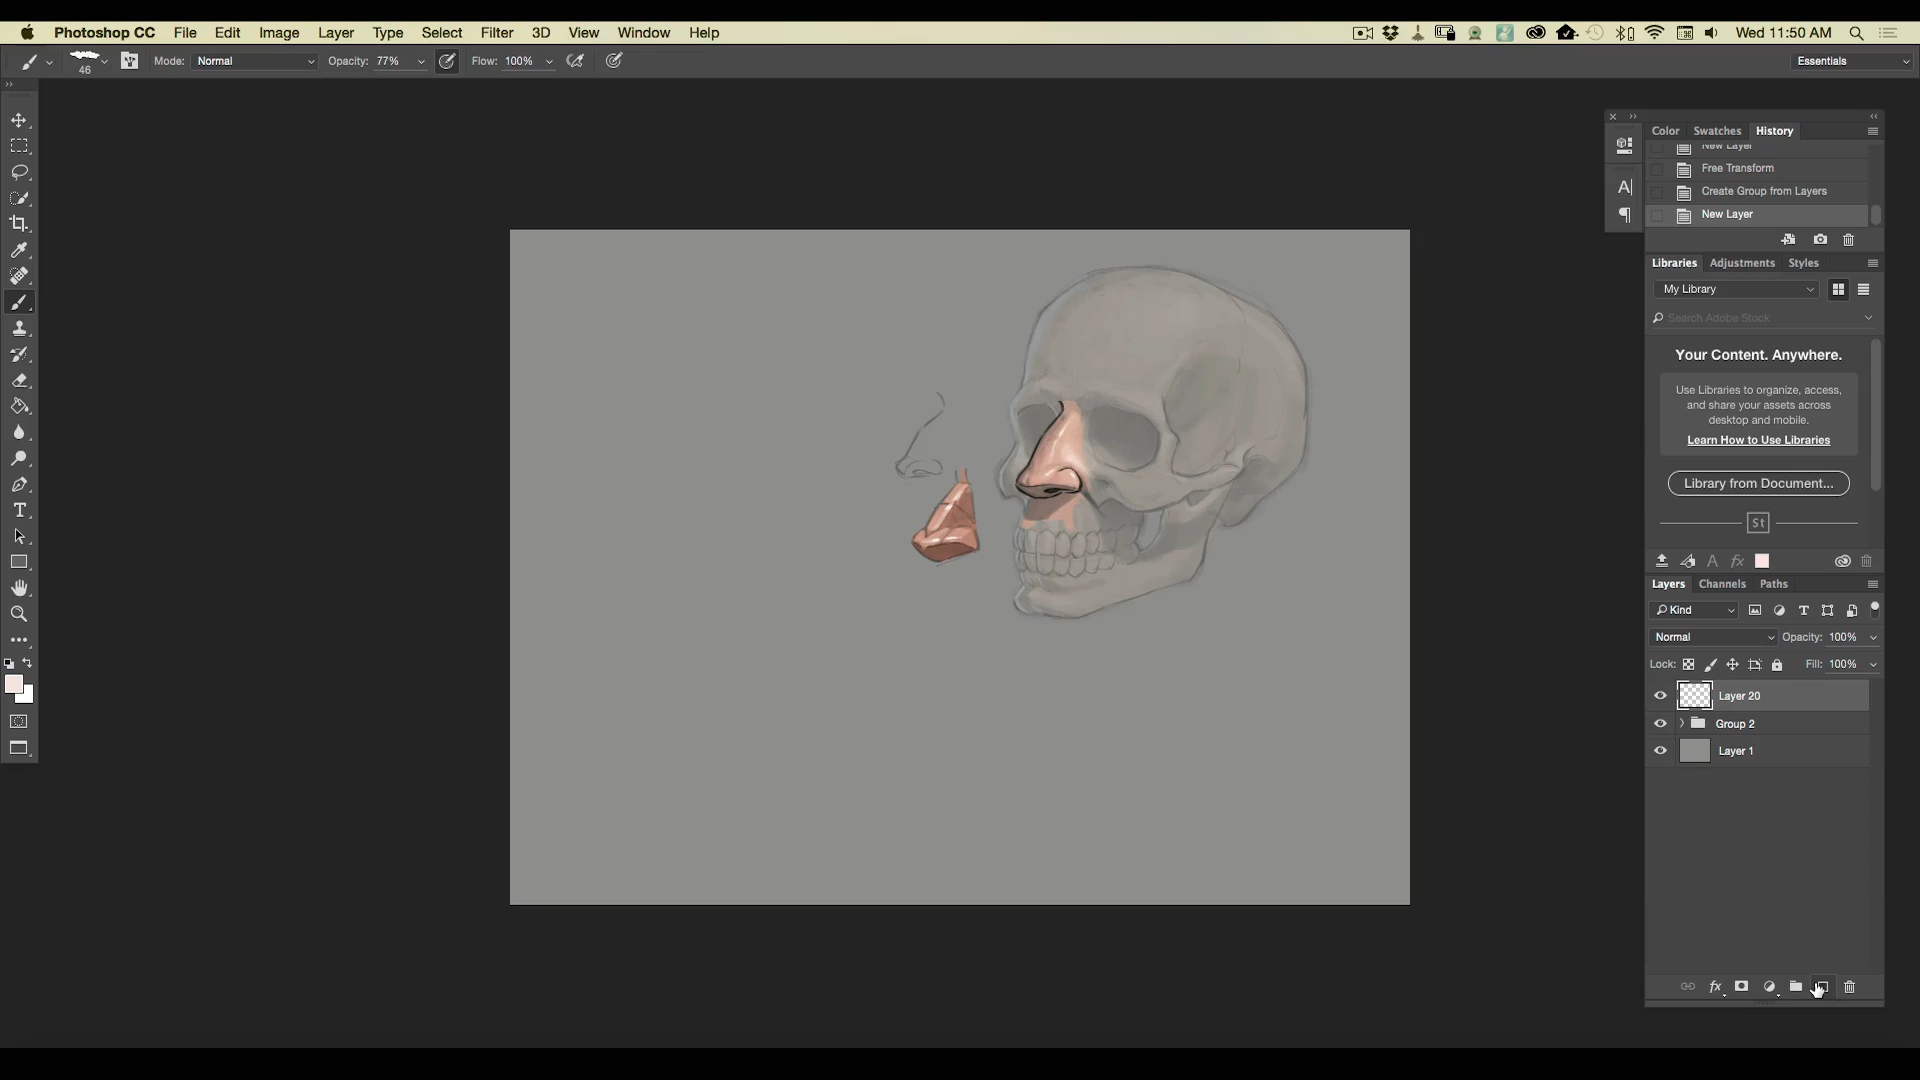 Photoshop CC File Edit Image Layer Type Select Filter 3D View Window Help Wed 11:50 AM
46 Mode: Normal Opacity: 77% Flow: 100% Essentials
Color Swatches History
New Layer
Free Transform
Create Group from Layers
New Layer
Libraries Adjustments Styles
My Library
Search Adobe Stock
Your Content. Anywhere.
Use Libraries to organize, access,
and share your assets across
desktop and mobile.
Learn How to Use Libraries
Library from Document...
St
Layers Channels Paths
Kind
Normal Opacity: 100%
Lock: Fill: 100%
Layer 20
Group 2
Layer 1
fx